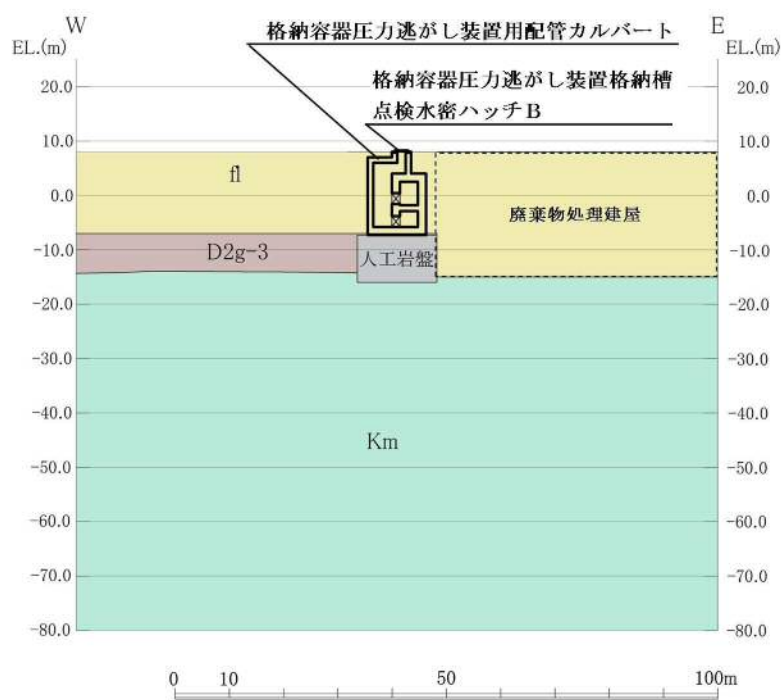 W
E
EL.(m)
EL.(m)
格納容器圧力逃がし装置用配管カルバート
格納容器圧力逃がし装置格納槽
点検水密ハッチB
20.0
20.0
10.0
10.0
0.0
0.0
-10.0
-10.0
-20.0
-20.0
-30.0
-30.0
-40.0
-40.0
-50.0
-50.0
-60.0
-60.0
-70.0
-70.0
-80.0
-80.0
fl
廃棄物処理建屋
D2g-3
人工岩盤
Km
0 10 50 100m